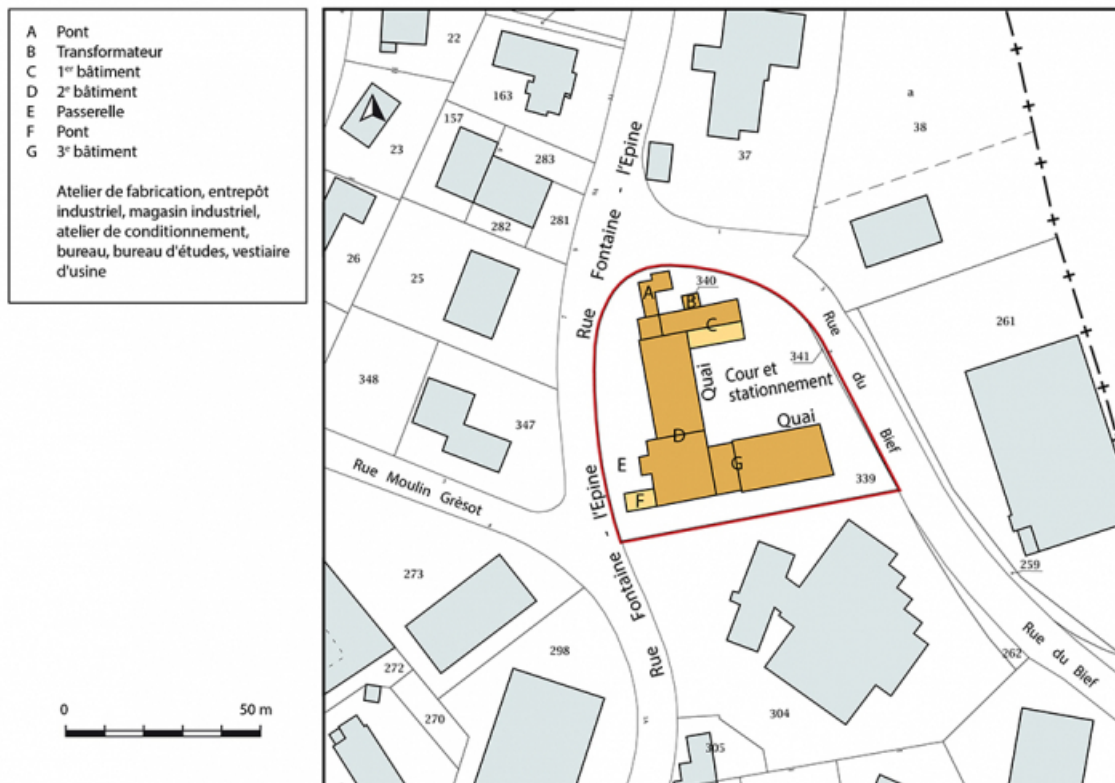 A Pont
B Transformateur
C 1er bâtiment
D 2e bâtiment
E Passerelle
F Pont
G 3e bâtiment
Atelier de fabrication, entrepôt
industriel, magasin industriel,
atelier de conditionnement,
bureau, bureau d'études, vestiaire
d'usine
0 50 m
22
163
23
157
283
282
281
26
25
348
347
37
a
38
261
340
341
339
Rue Fontaine - l'Epine
A
B
C
D
E
F
G
Quai
Cour et
stationnement
Quai
Rue du Bief
Rue Moulin Grèsot
Rue Fontaine - l'Epine
273
272
270
298
304
305
259
262
Rue du Bief